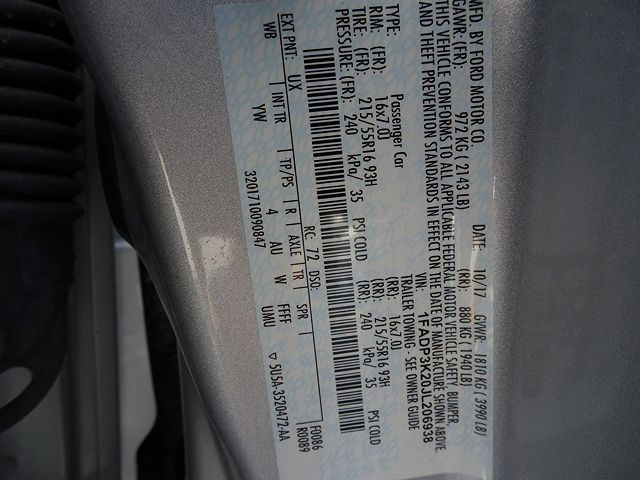 MFD. BY FORD MOTOR CO.
DATE: 10/17 GVWR: 1810 KG ( 3990 LB)
GAWR: (FR): 972 KG ( 2143 LB) (RR): 880 KG ( 1940 LB)
THIS VEHICLE CONFORMS TO ALL APPLICABLE FEDERAL MOTOR VEHICLE SAFETY, BUMPER,
AND THEFT PREVENTION STANDARDS IN EFFECT ON THE DATE OF MANUFACTURE SHOWN ABOVE.
VIN: 1FADP3K20JL206938
TYPE: Passenger Car TRAILER TOWING - SEE OWNER GUIDE
RIM: (FR): 16x7.0J (RR): 16x7.0J
TIRE: (FR): 215/55R16 93H (RR): 215/55R16 93H
PRESSURE: (FR): 240 kPa/ 35 PSI COLD (RR): 240 kPa/ 35 PSI COLD
EXT PNT: UX RC: 72 DSO: F0086
R0089
WB INT TR TP/PS R AXLE TR SPR
YW 4 AU W FFFF UMU
3201710090847 5U5A-3520472-AA